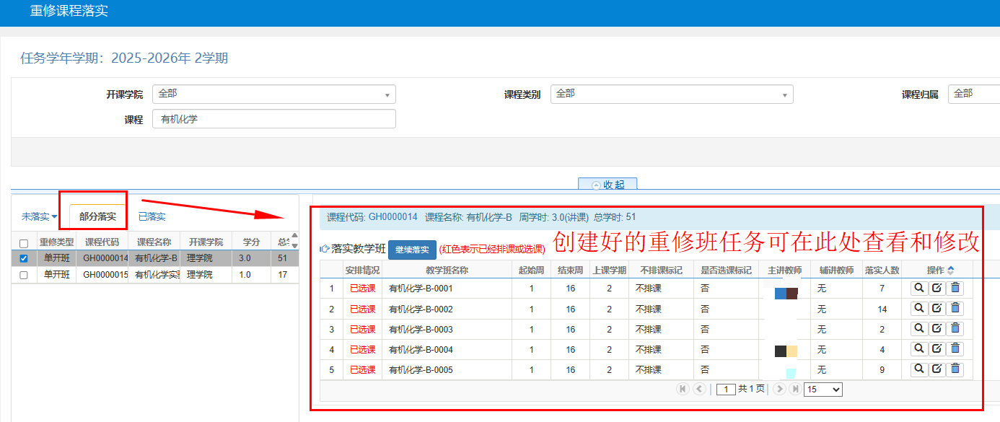 重修课程落实
任务学年学期：2025-2026年 2学期
开课学院 全部 课程类别 全部 课程归属 全部
课程 有机化学
收起
未落实 部分落实 已落实
重修类型 课程代码 课程名称 开课学院 学分 总学
单开班 GH0000014 有机化学-B 理学院 3.0 51
单开班 GH0000015 有机化学实 理学院 1.0 17
课程代码: GH0000014 课程名称: 有机化学-B 周学时: 3.0(讲课) 总学时: 51
创建好的重修班任务可在此处查看和修改
落实教学班 继续落实 (红色表示已经排课或选课)
安排情况 教学班名称 起始周 结束周 上课学期 不排课标记 是否选课标记 主讲教师 辅讲教师 落实人数 操作
1 已选课 有机化学-B-0001 1 16 2 不排课 否 无 7
2 已选课 有机化学-B-0002 1 16 2 不排课 否 无 14
3 已选课 有机化学-B-0003 1 16 2 不排课 否 无 2
4 已选课 有机化学-B-0004 1 16 2 不排课 否 无 4
5 已选课 有机化学-B-0005 1 16 2 不排课 否 无 9
1 共 1 页 15